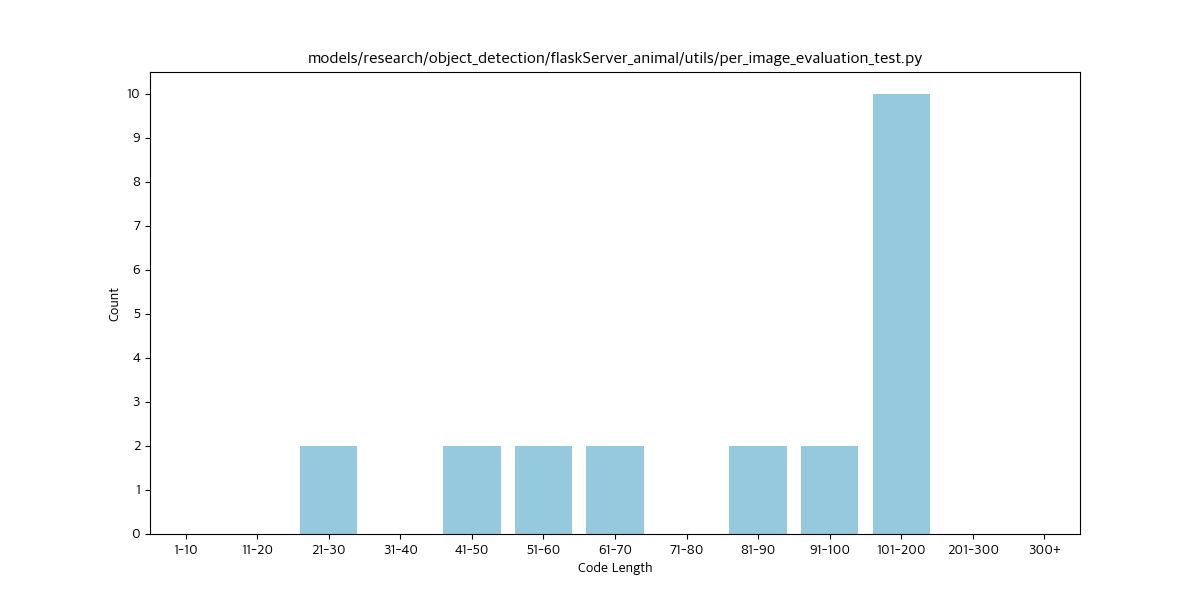 models/research/object_detection/flaskServer_animal/utils/per_image_evaluation_test.py
10
9
8
7
6
5
4
3
2
1
0
Count
1-10 11-20 21-30 31-40 41-50 51-60 61-70 71-80 81-90 91-100 101-200 201-300 300+
Code Length